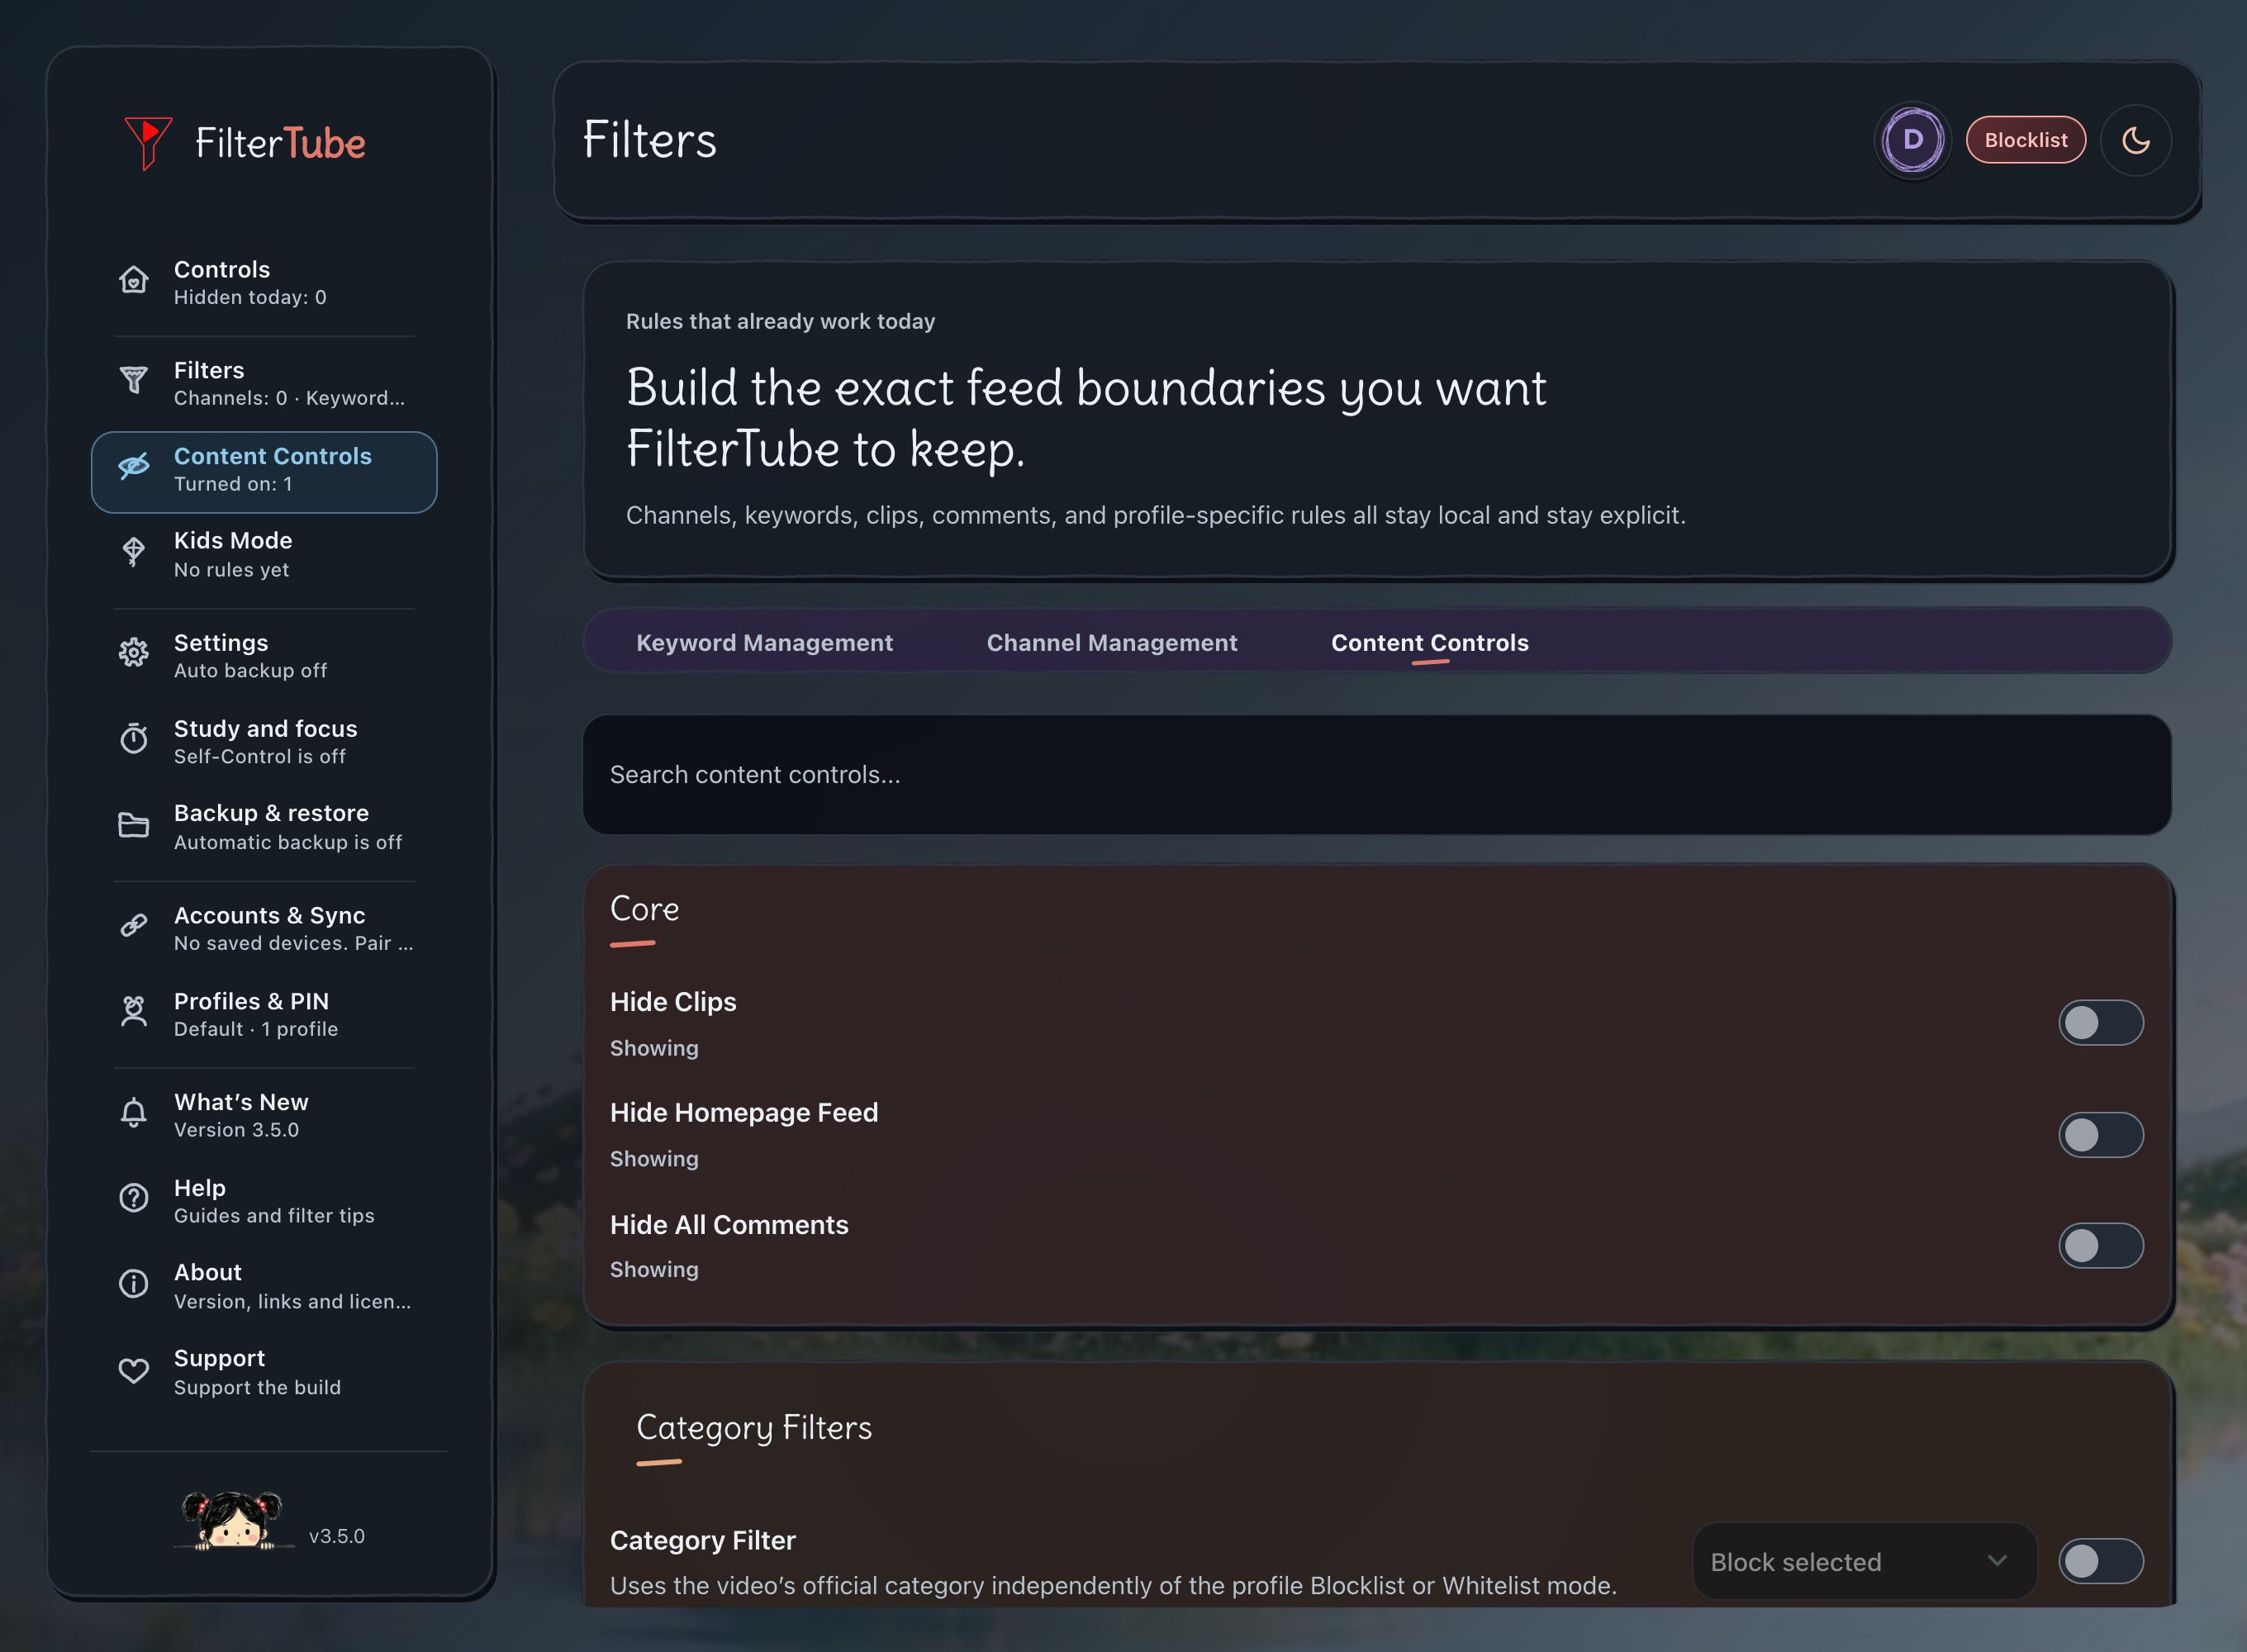 FilterTube
Controls
Hidden today: 0
Filters
Channels: 0 · Keyword...
Content Controls
Turned on: 1
Kids Mode
No rules yet
Settings
Auto backup off
Study and focus
Self-Control is off
Backup & restore
Automatic backup is off
Accounts & Sync
No saved devices. Pair ...
Profiles & PIN
Default · 1 profile
What’s New
Version 3.5.0
Help
Guides and filter tips
About
Version, links and licen...
Support
Support the build
v3.5.0
Filters
D
Blocklist
Rules that already work today
Build the exact feed boundaries you want
FilterTube to keep.
Channels, keywords, clips, comments, and profile-specific rules all stay local and stay explicit.
Keyword Management
Channel Management
Content Controls
Search content controls...
Core
Hide Clips
Showing
Hide Homepage Feed
Showing
Hide All Comments
Showing
Category Filters
Category Filter
Uses the video’s official category independently of the profile Blocklist or Whitelist mode.
Block selected